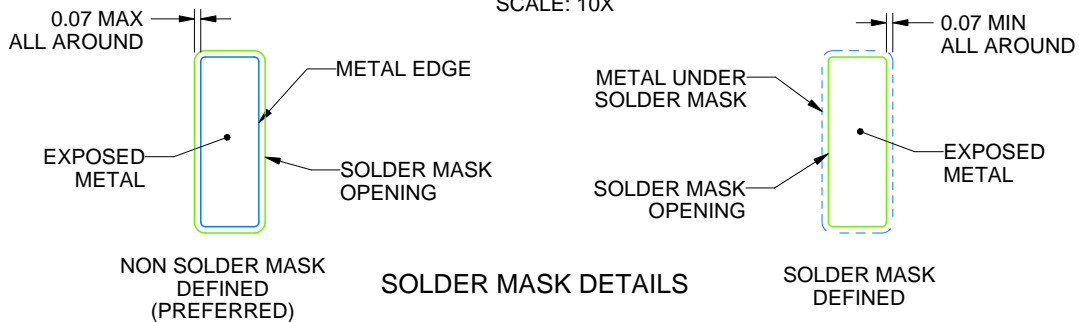 SCALE: 10X
0.07 MAX
ALL AROUND
METAL EDGE
EXPOSED
METAL
SOLDER MASK
OPENING
NON SOLDER MASK
DEFINED
(PREFERRED)
0.07 MIN
ALL AROUND
METAL UNDER
SOLDER MASK
EXPOSED
METAL
SOLDER MASK
OPENING
SOLDER MASK
DEFINED
SOLDER MASK DETAILS